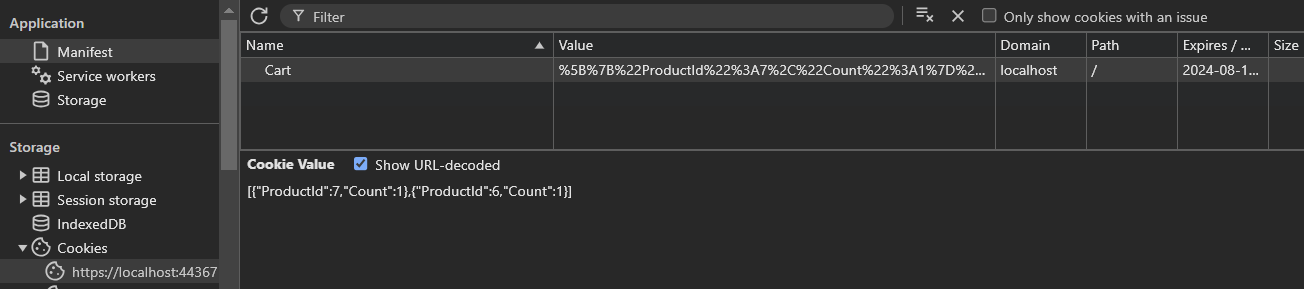 Application
Manifest
Service workers
Storage
Storage
Local storage
Session storage
IndexedDB
Cookies
https://localhost:44367
Filter
Only show cookies with an issue
Name Value Domain Path Expires / ... Size
Cart %5B%7B%22ProductId%22%3A7%2C%22Count%22%3A1%7D%2... localhost / 2024-08-1...
Cookie Value Show URL-decoded
[{"ProductId":7,"Count":1},{"ProductId":6,"Count":1}]